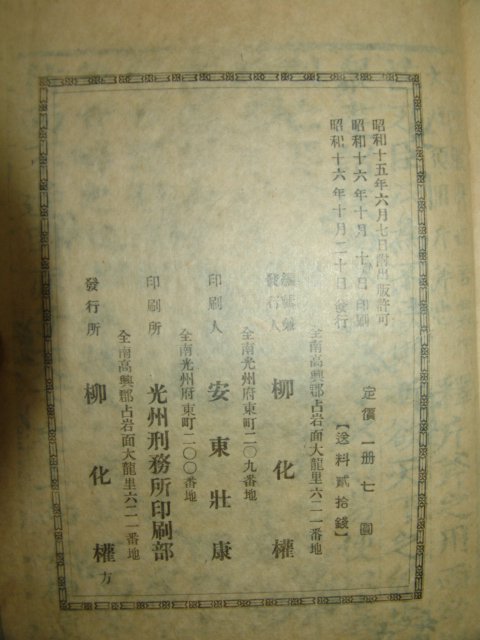 昭和十五年六月七日附出版許可
昭和十六年十月 十日印刷
昭和十六年十月二十日發行
定價 一冊 七 圓
【送料貳拾錢】
全南高興郡占岩面大龍里六二一番地
編輯兼
發行人 柳化權
全南光州府東町二〇九番地
印刷人 安東壯康
全南光州府東町二〇〇番地
印刷所 光州刑務所印刷部
全南高興郡占岩面大龍里六二一番地
發行所 柳化權方